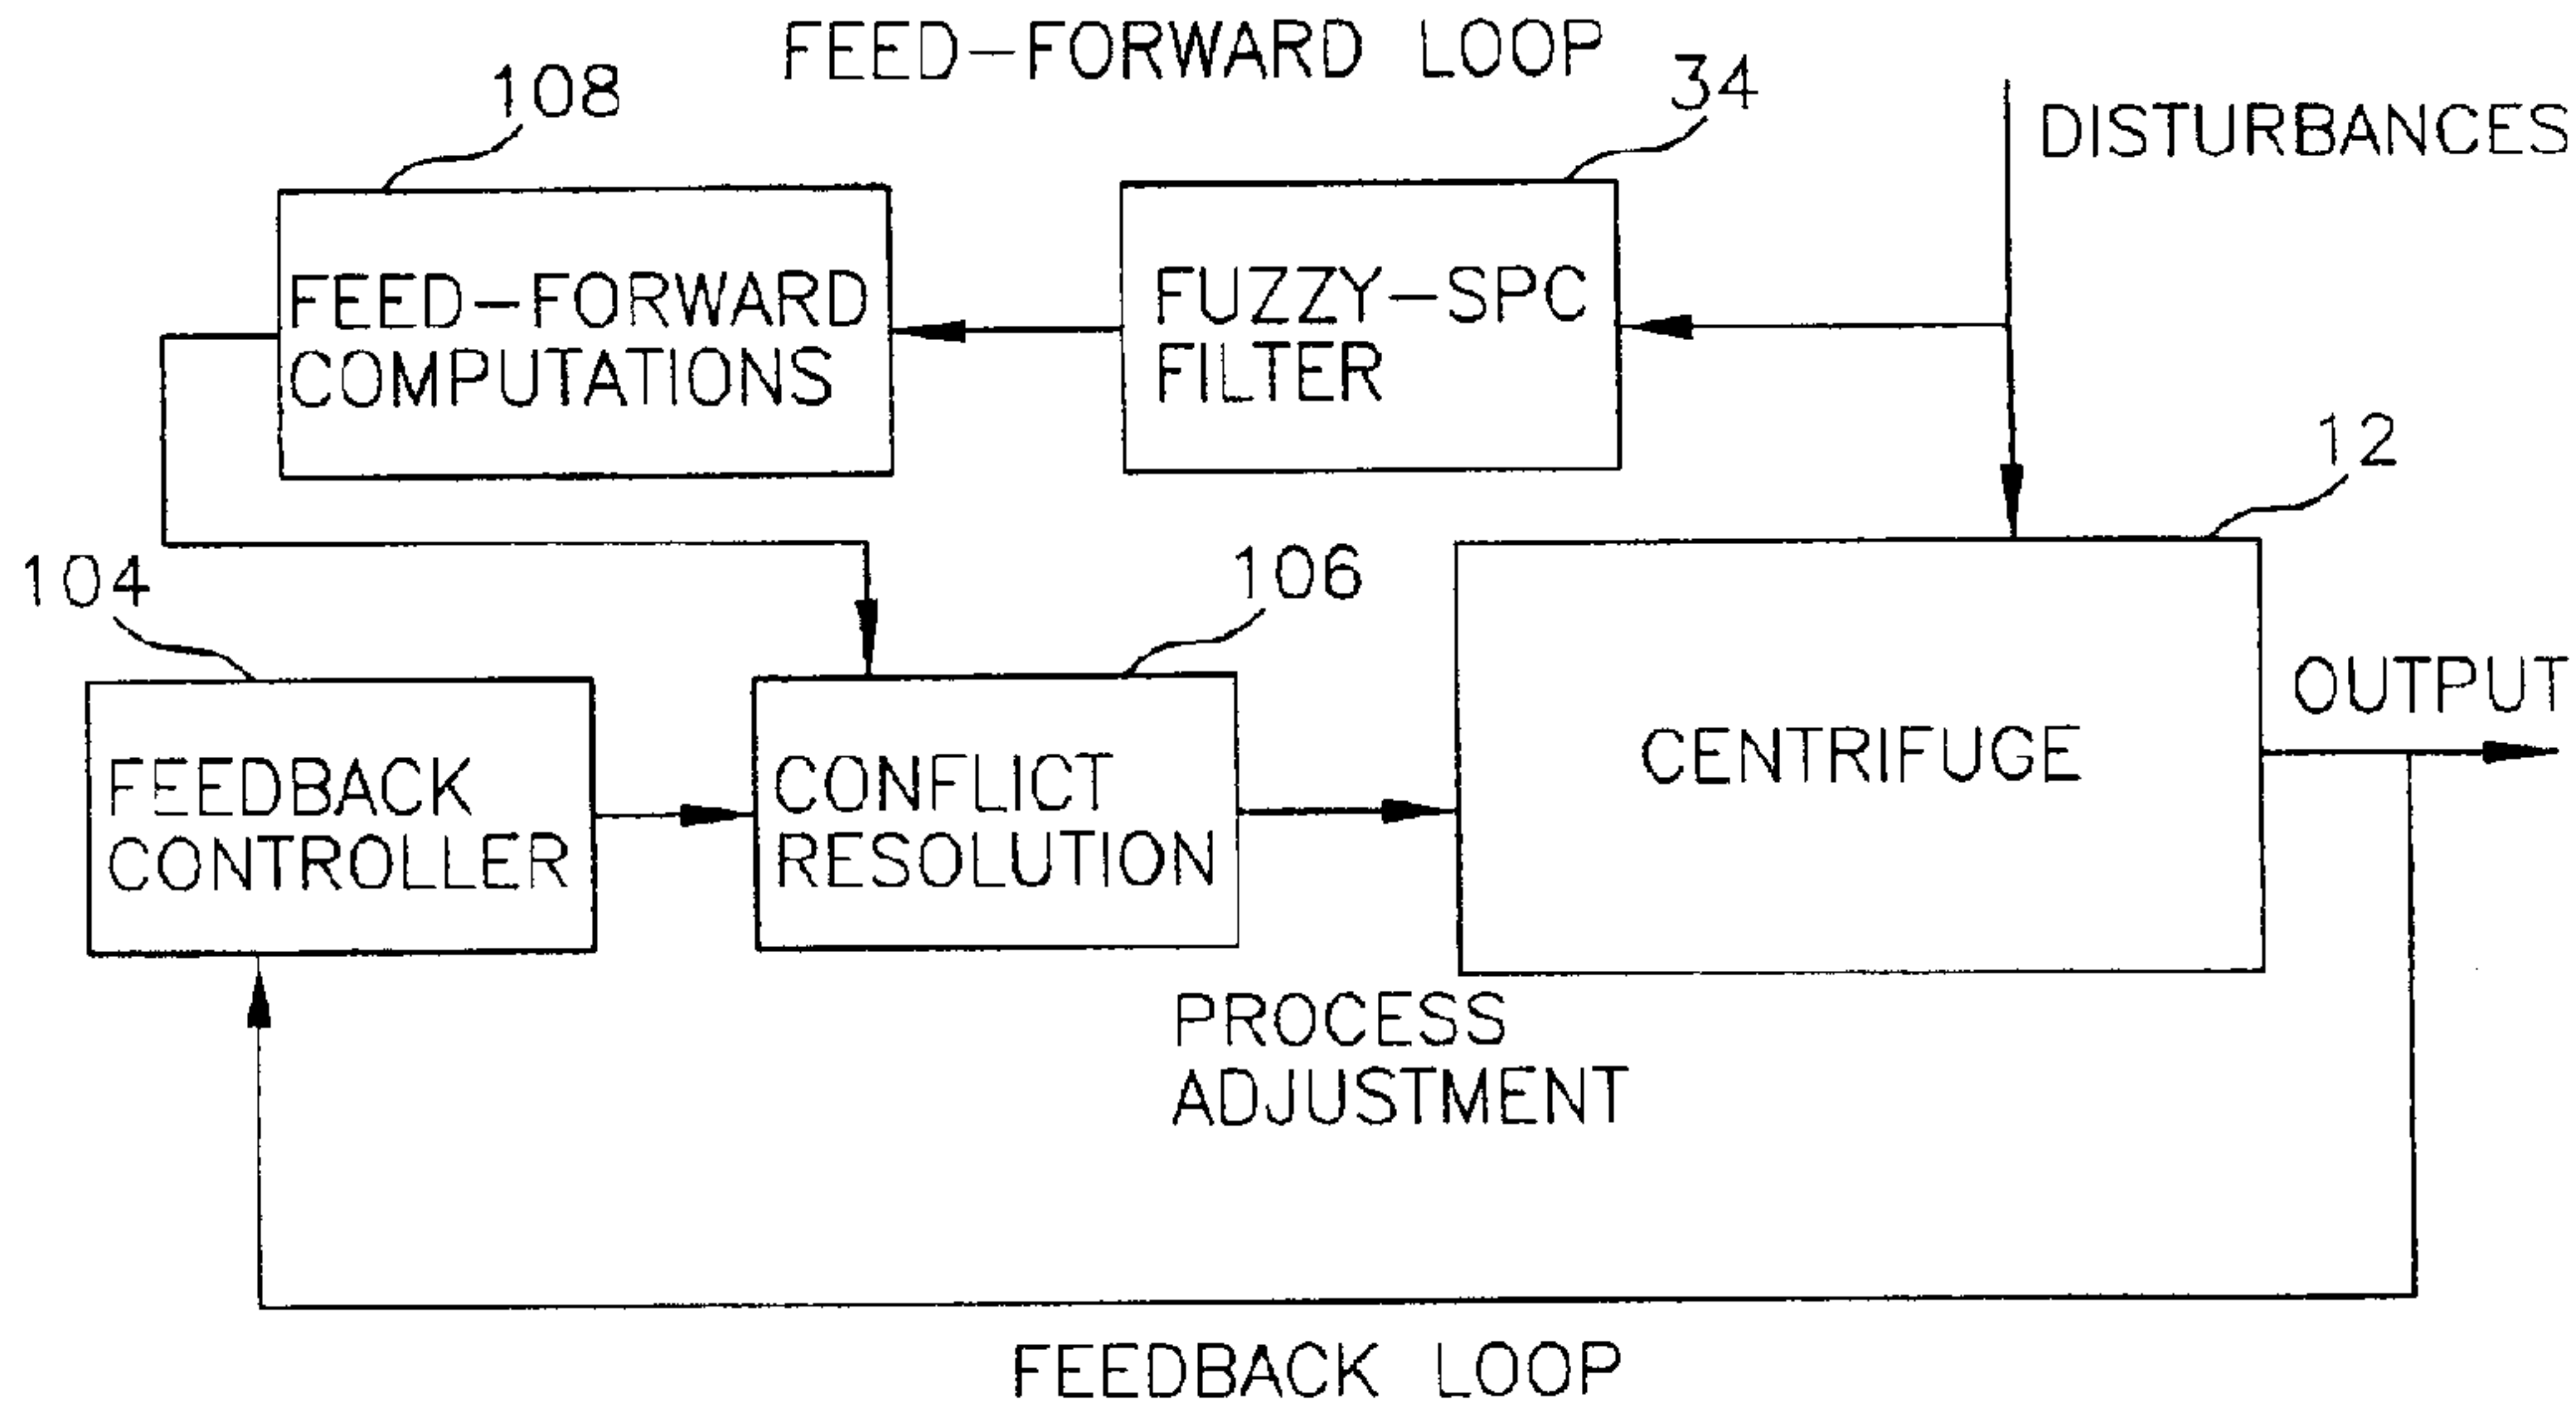 FEED-FORWARD LOOP
108
34
DISTURBANCES
FEED-FORWARD
COMPUTATIONS
FUZZY-SPC
FILTER
12
104
106
OUTPUT
FEEDBACK
CONTROLLER
CONFLICT
RESOLUTION
CENTRIFUGE
PROCESS
ADJUSTMENT
FEEDBACK LOOP